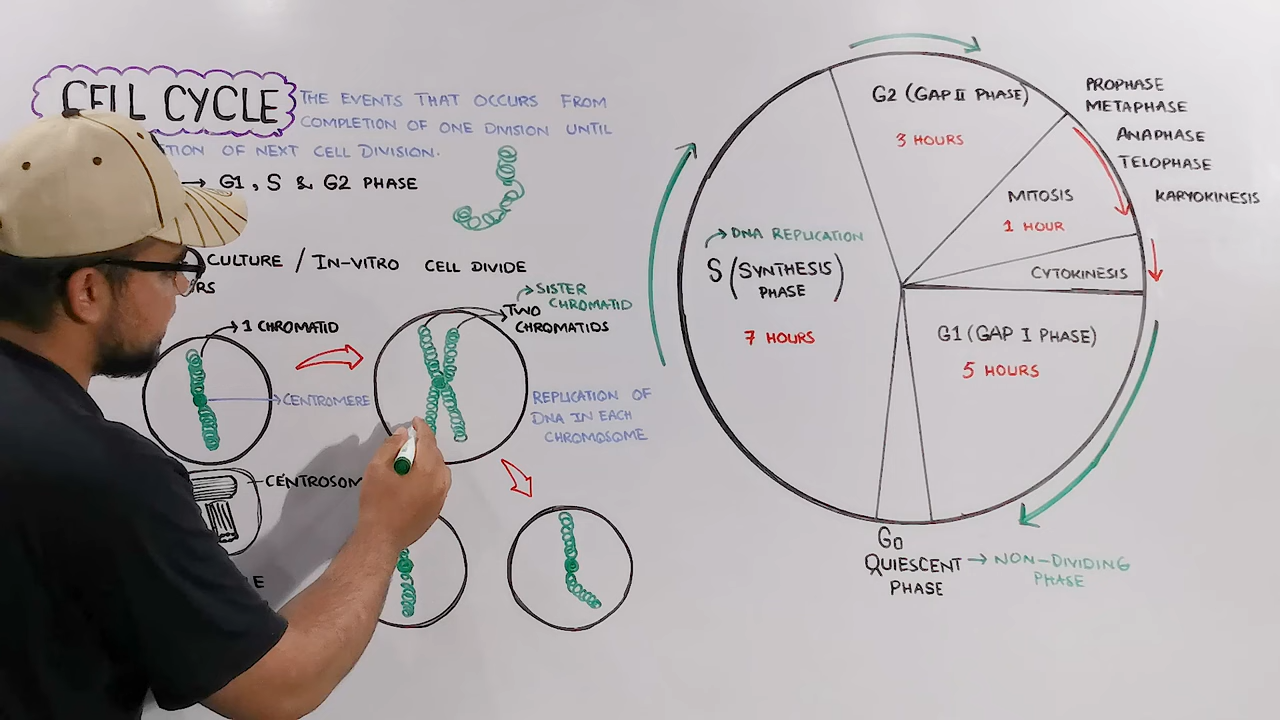 CELL CYCLE
THE EVENTS THAT OCCURS FROM
COMPLETION OF ONE DIVISION UNTIL
OF NEXT CELL DIVISION.
→ G1, S & G2 PHASE
CULTURE / IN-VITRO CELL DIVIDE
1 CHROMATID
CENTROMERE
SISTER
CHROMATID
TWO
CHROMATIDS
REPLICATION OF
DNA IN EACH
CHROMOSOME
G2 (GAP II PHASE)
3 HOURS
PROPHASE
METAPHASE
ANAPHASE
TELOPHASE
KARYOKINESIS
MITOSIS
1 HOUR
CYTOKINESIS
DNA REPLICATION
S (SYNTHESIS
PHASE)
7 HOURS
G1 (GAP I PHASE)
5 HOURS
G0
QUIESCENT → NON-DIVIDING
PHASE
PHASE